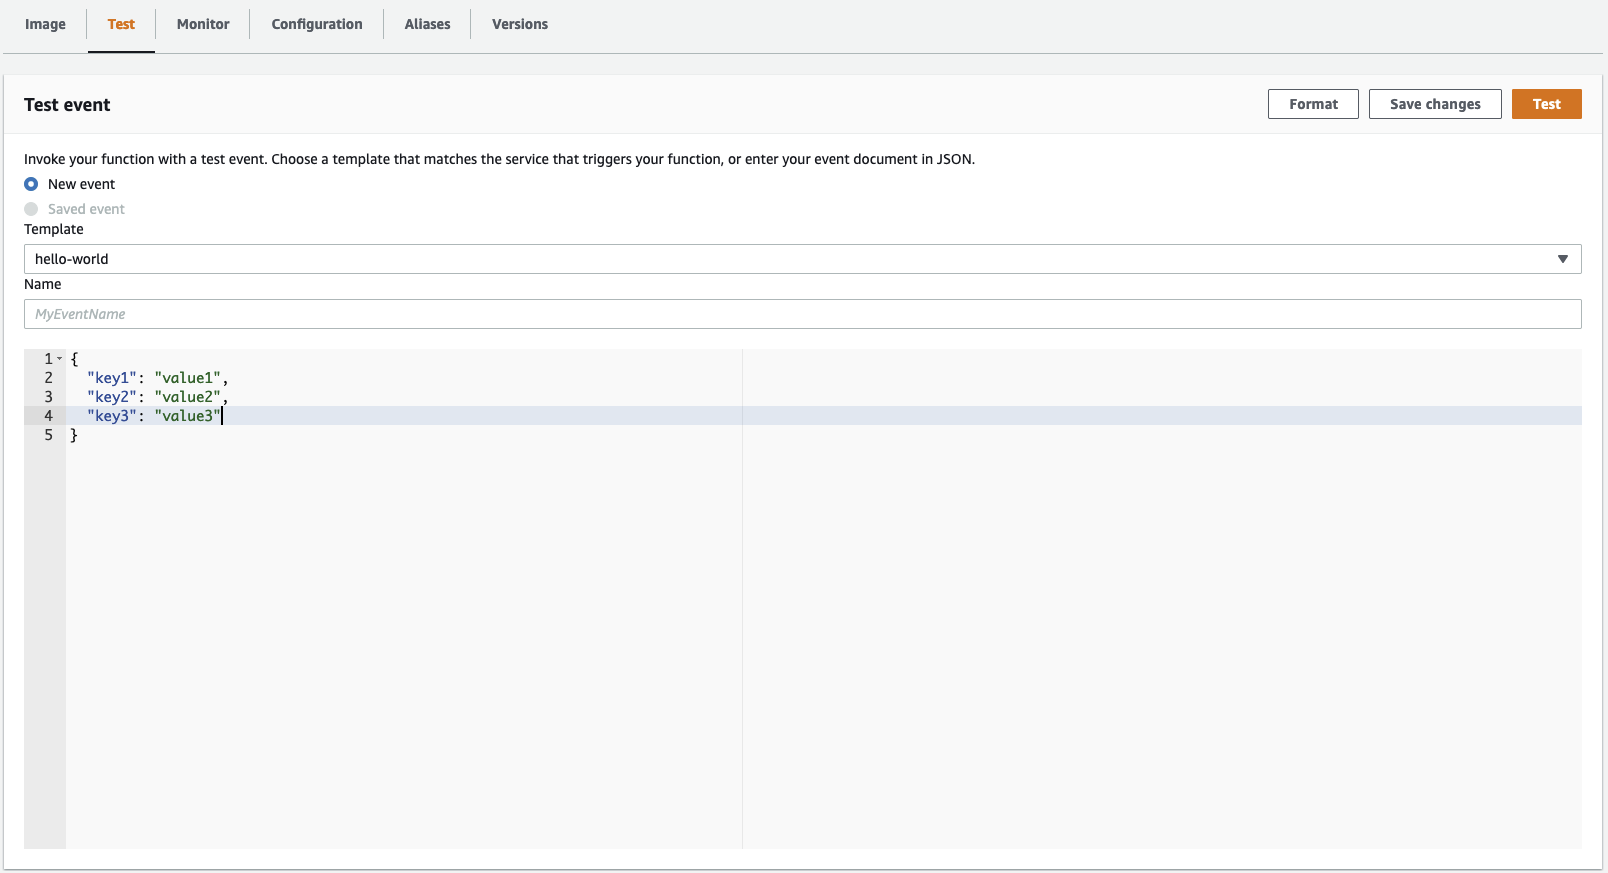 Image Test Monitor Configuration Aliases Versions
Test event Format Save changes Test
Invoke your function with a test event. Choose a template that matches the service that triggers your function, or enter your event document in JSON.
New event
Saved event
Template
hello-world
Name
MyEventName
1 {
2 "key1": "value1",
3 "key2": "value2",
4 "key3": "value3"
5 }